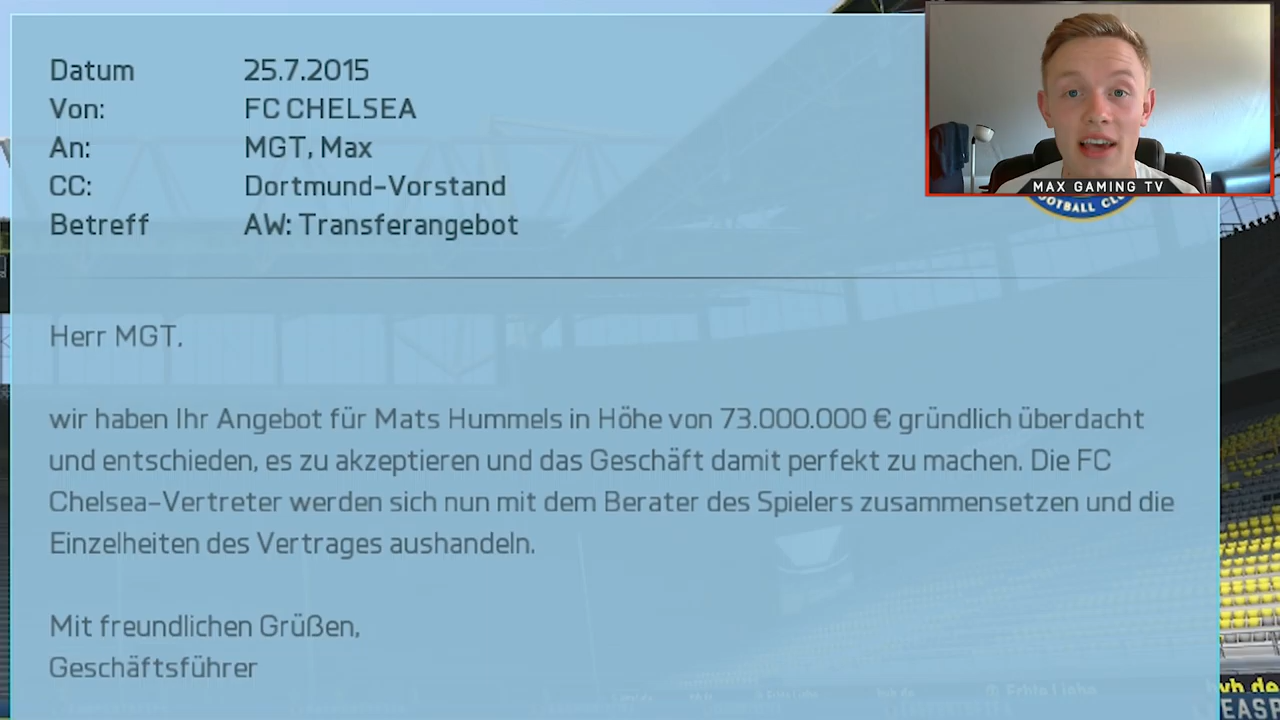 Datum 25.7.2015
Von: FC CHELSEA
An: MGT, Max
CC: Dortmund-Vorstand
Betreff AW: Transferangebot
MAX GAMING TV
OOTBALL CLU
Herr MGT,
wir haben Ihr Angebot für Mats Hummels in Höhe von 73.000.000 € gründlich überdacht
und entschieden, es zu akzeptieren und das Geschäft damit perfekt zu machen. Die FC
Chelsea-Vertreter werden sich nun mit dem Berater des Spielers zusammensetzen und die
Einzelheiten des Vertrages aushandeln.
Mit freundlichen Grüßen,
Geschäftsführer